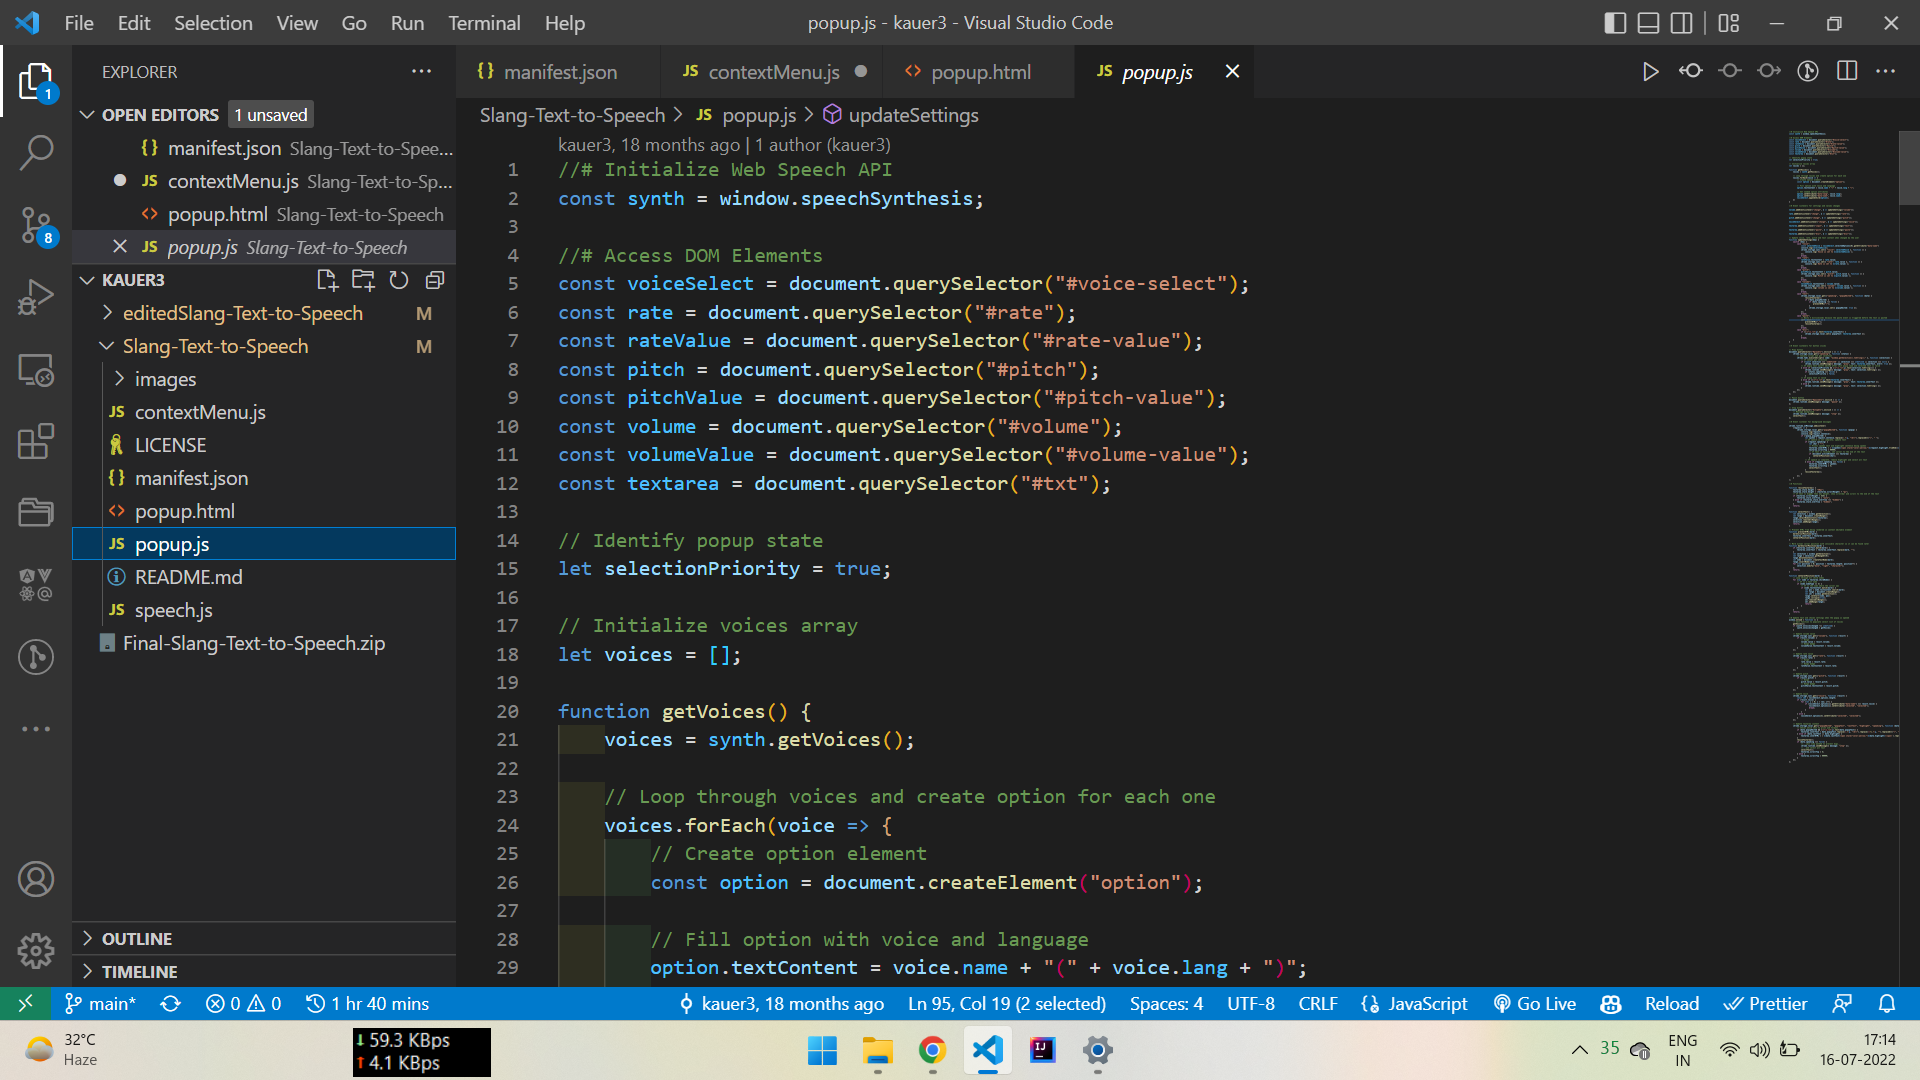 File Edit Selection View Go Run Terminal Help
popup.js - kauer3 - Visual Studio Code
EXPLORER
OPEN EDITORS 1 unsaved
manifest.json Slang-Text-to-Spee...
contextMenu.js Slang-Text-to-Sp...
popup.html Slang-Text-to-Speech
popup.js Slang-Text-to-Speech
KAUER3
editedSlang-Text-to-Speech M
Slang-Text-to-Speech M
images
contextMenu.js
LICENSE
manifest.json
popup.html
popup.js
README.md
speech.js
Final-Slang-Text-to-Speech.zip
OUTLINE
TIMELINE
manifest.json
contextMenu.js
popup.html
popup.js
Slang-Text-to-Speech > JS popup.js > updateSettings
kauer3, 18 months ago | 1 author (kauer3)
1 //# Initialize Web Speech API
2 const synth = window.speechSynthesis;
3
4 //# Access DOM Elements
5 const voiceSelect = document.querySelector("#voice-select");
6 const rate = document.querySelector("#rate");
7 const rateValue = document.querySelector("#rate-value");
8 const pitch = document.querySelector("#pitch");
9 const pitchValue = document.querySelector("#pitch-value");
10 const volume = document.querySelector("#volume");
11 const volumeValue = document.querySelector("#volume-value");
12 const textarea = document.querySelector("#txt");
13
14 // Identify popup state
15 let selectionPriority = true;
16
17 // Initialize voices array
18 let voices = [];
19
20 function getVoices() {
21 voices = synth.getVoices();
22
23 // Loop through voices and create option for each one
24 voices.forEach(voice => {
25 // Create option element
26 const option = document.createElement("option");
27
28 // Fill option with voice and language
29 option.textContent = voice.name + "(" + voice.lang + ")";
main* 0 0 1 hr 40 mins
kauer3, 18 months ago Ln 95, Col 19 (2 selected) Spaces: 4 UTF-8 CRLF JavaScript Go Live Reload Prettier
32°C
Haze
59.3 KBps
4.1 KBps
35
ENG
IN
17:14
16-07-2022